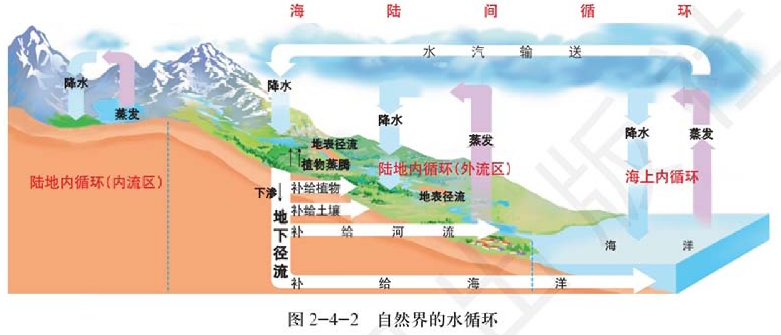 海陆间循环
水汽输送
降水
蒸发
降水
降水
蒸发
降水
蒸发
地表径流
植物蒸腾
陆地内循环(内流区)
陆地内循环(外流区)
海上内循环
下渗
地下径流
补给植物
地表径流
补给土壤
补给河流
海洋
补给海洋
图2-4-2 自然界的水循环